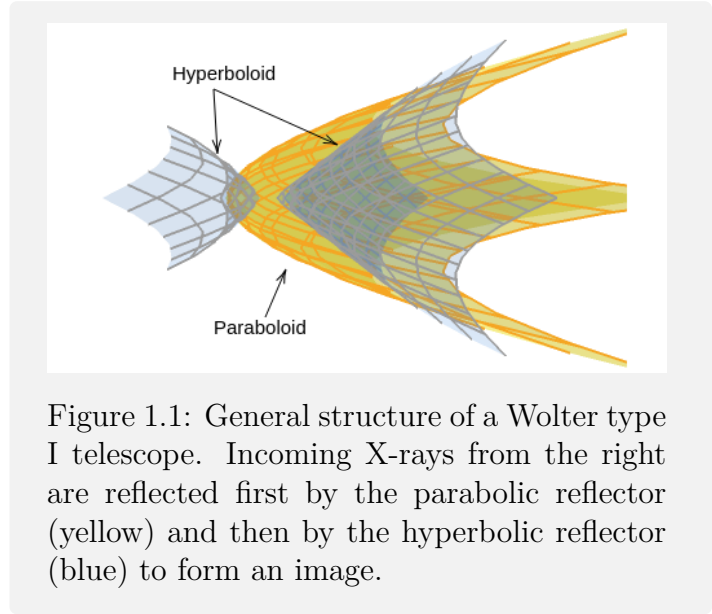 Hyperboloid
Paraboloid
Figure 1.1: General structure of a Wolter type
I telescope. Incoming X-rays from the right
are reflected first by the parabolic reflector
(yellow) and then by the hyperbolic reflector
(blue) to form an image.